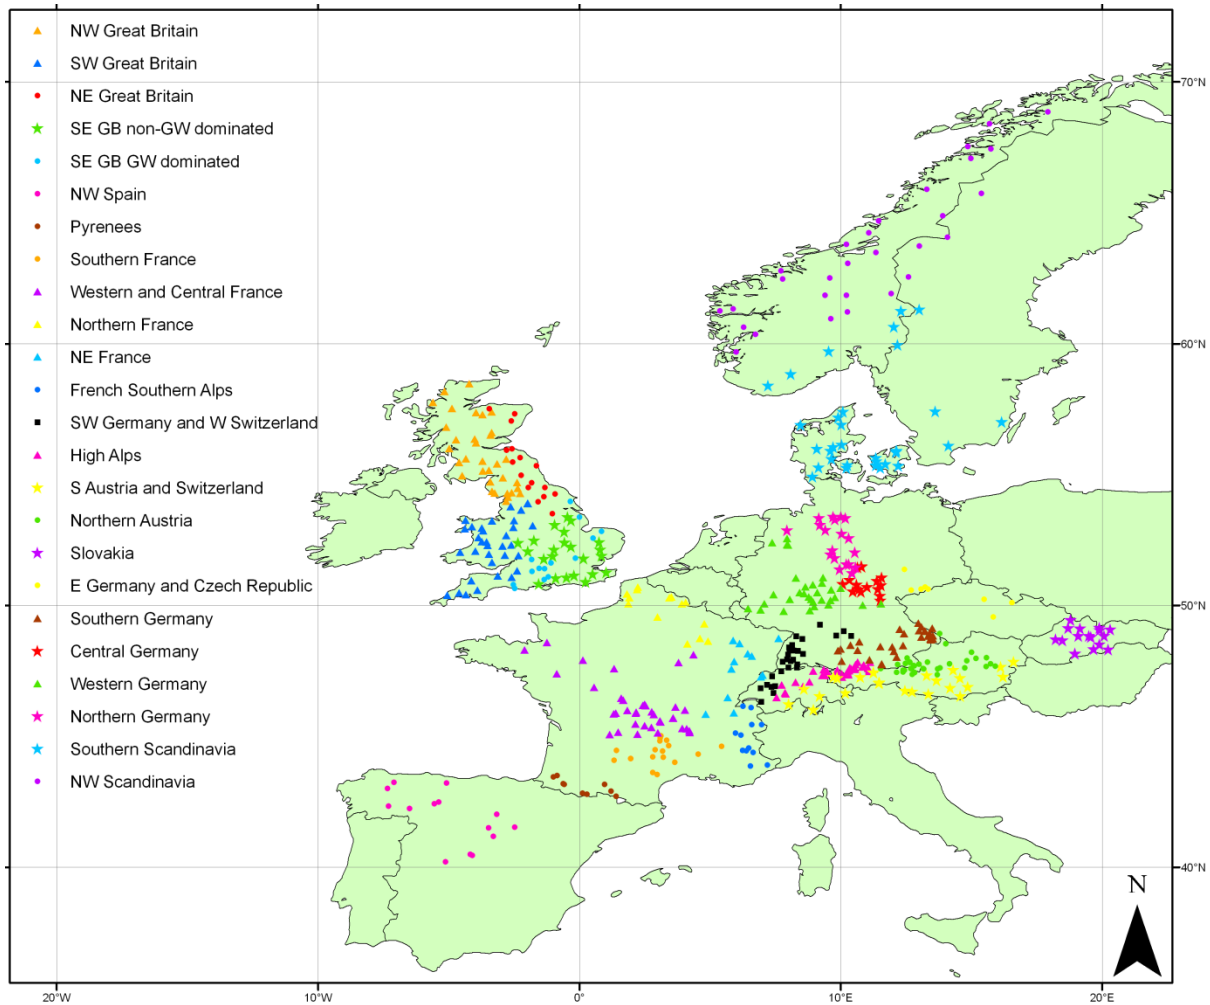 NW Great Britain
SW Great Britain
NE Great Britain
SE GB non-GW dominated
SE GB GW dominated
NW Spain
Pyrenees
Southern France
Western and Central France
Northern France
NE France
French Southern Alps
SW Germany and W Switzerland
High Alps
S Austria and Switzerland
Northern Austria
Slovakia
E Germany and Czech Republic
Southern Germany
Central Germany
Western Germany
Northern Germany
Southern Scandinavia
NW Scandinavia
70°N
60°N
50°N
40°N
N
20°W 10°W 0° 10°E 20°E